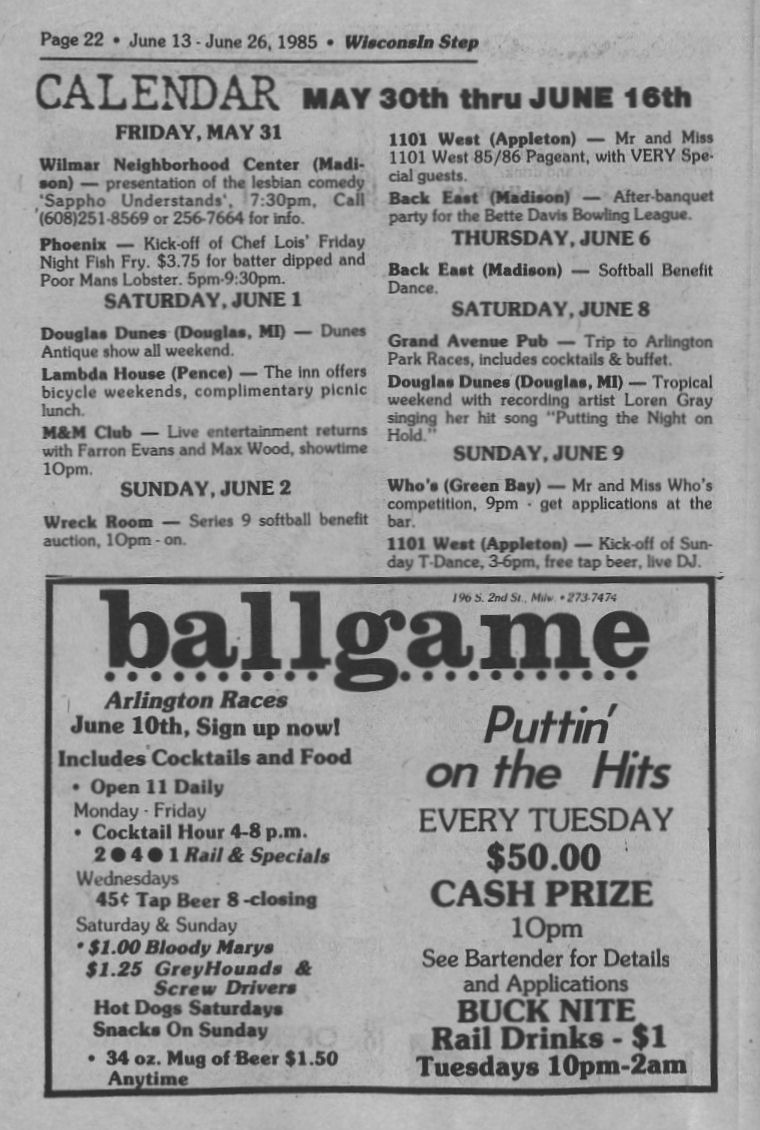 Page 22 • June 13 - June 26, 1985 • Wisconsin Step
CALENDAR MAY 30th thru JUNE 16th
FRIDAY, MAY 31
Wilmar Neighborhood Center (Madi-
son) — presentation of the lesbian comedy
'Sappho Understands', 7:30pm, Call
(608)251-8569 or 256-7664 for info.
Phoenix — Kick-off of Chef Lois' Friday
Night Fish Fry. $3.75 for batter dipped and
Poor Mans Lobster. 5pm-9:30pm.
SATURDAY, JUNE 1
Douglas Dunes (Douglas, MI) — Dunes
Antique show all weekend.
Lambda House (Pence) — The inn offers
bicycle weekends, complimentary picnic
lunch.
M&M Club — Live entertainment returns
with Farron Evans and Max Wood, showtime
10pm.
SUNDAY, JUNE 2
Wreck Room — Series 9 softball benefit
auction, 10pm - on.
1101 West (Appleton) — Mr and Miss
1101 West 85/86 Pageant, with VERY Spe-
cial guests.
Back East (Madison) — After-banquet
party for the Bette Davis Bowling League.
THURSDAY, JUNE 6
Back East (Madison) — Softball Benefit
Dance.
SATURDAY, JUNE 8
Grand Avenue Pub — Trip to Arlington
Park Races, includes cocktails & buffet.
Douglas Dunes (Douglas, MI) — Tropical
weekend with recording artist Loren Gray
singing her hit song "Putting the Night on
Hold."
SUNDAY, JUNE 9
Who's (Green Bay) — Mr and Miss Who's
competition, 9pm - get applications at the
bar.
1101 West (Appleton) — Kick-off of Sun-
day T-Dance, 3-6pm, free tap beer, live DJ.
196 S. 2nd St., Milw. • 273-7474
ballgame
Arlington Races
June 10th, Sign up now!
Includes Cocktails and Food
• Open 11 Daily
Monday - Friday
• Cocktail Hour 4-8 p.m.
2 ● 4 ● 1 Rail & Specials
Wednesdays
45¢ Tap Beer 8 -closing
Saturday & Sunday
• $1.00 Bloody Marys
$1.25 GreyHounds &
Screw Drivers
Hot Dogs Saturdays
Snacks On Sunday
• 34 oz. Mug of Beer $1.50
Anytime
Puttin'
on the Hits
EVERY TUESDAY
$50.00
CASH PRIZE
10pm
See Bartender for Details
and Applications
BUCK NITE
Rail Drinks - $1
Tuesdays 10pm-2am